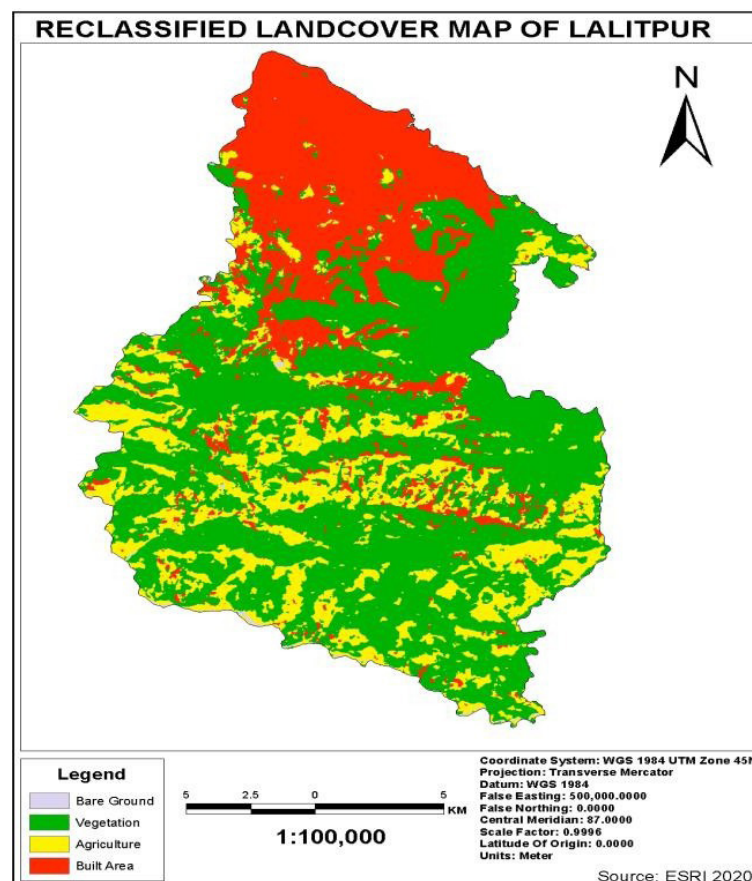 RECLASSIFIED LANDCOVER MAP OF LALITPUR
N
Legend
Bare Ground
Vegetation
Agriculture
Built Area
5 2.5 0 5
KM
1:100,000
Coordinate System: WGS 1984 UTM Zone 45N
Projection: Transverse Mercator
Datum: WGS 1984
False Easting: 500,000.0000
False Northing: 0.0000
Central Meridian: 87.0000
Scale Factor: 0.9996
Latitude Of Origin: 0.0000
Units: Meter
Source: ESRI 2020